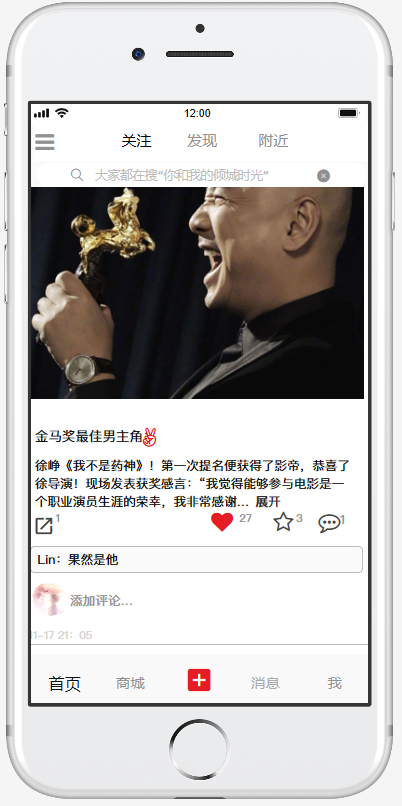 12:00
关注 发现 附近
大家都在搜"你和我的倾城时光"
金马奖最佳男主角✌
徐峥《我不是药神》！第一次提名便获得了影帝，恭喜了
徐导演！现场发表获奖感言：“我觉得能够参与电影是一
个职业演员生涯的荣幸，我非常感谢... 展开
1 27 3 1
Lin：果然是他
添加评论...
11-17 21：05
首页 商城 消息 我